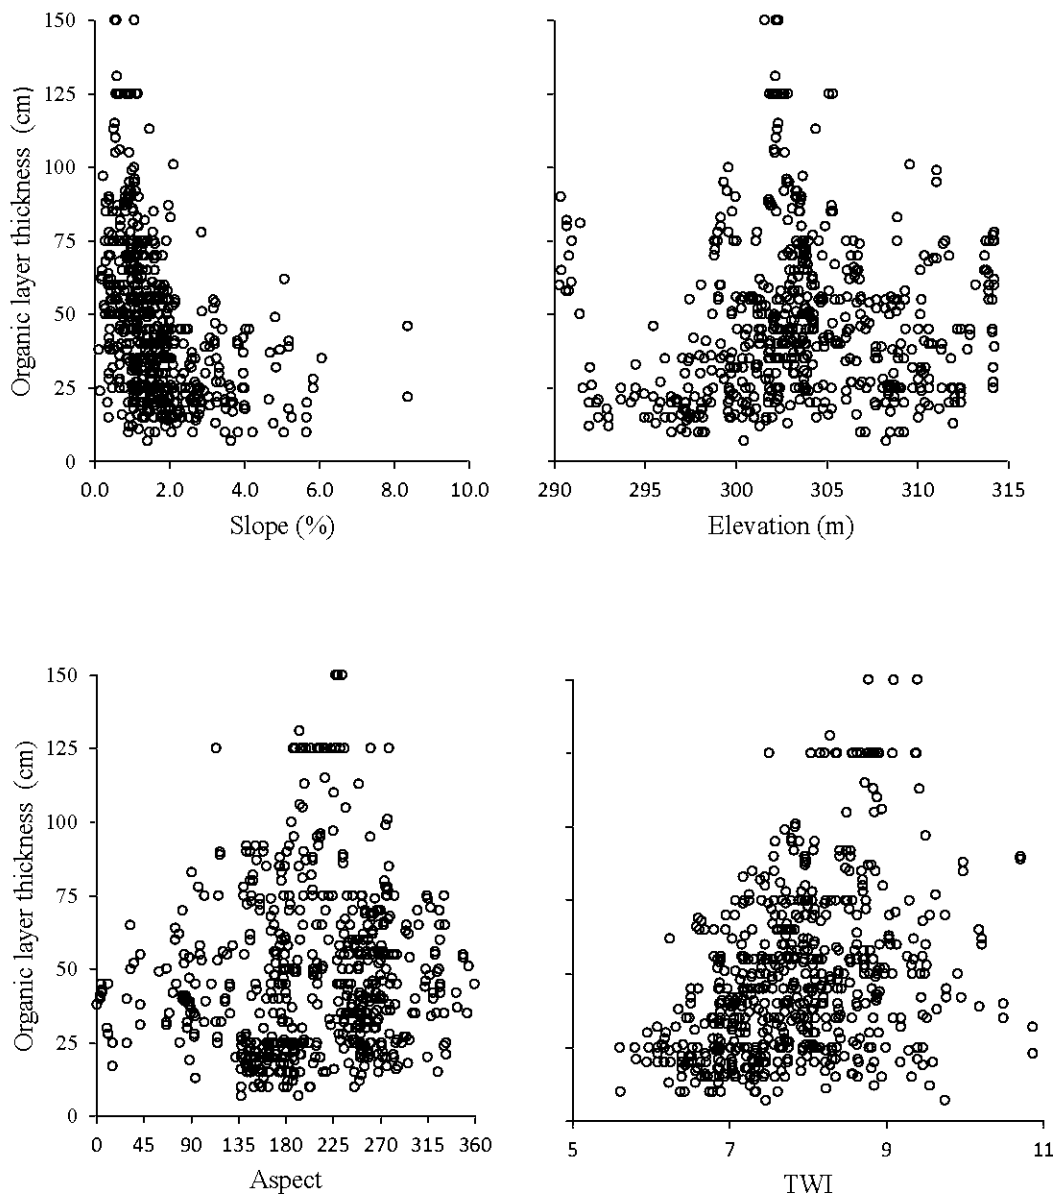 150
125
100
75
50
25
0
Organic layer thickness (cm)
0.0 2.0 4.0 6.0 8.0 10.0
Slope (%)
290 295 300 305 310 315
Elevation (m)
150
125
100
75
50
25
0
Organic layer thickness (cm)
0 45 90 135 180 225 270 315 360
Aspect
5 7 9 11
TWI